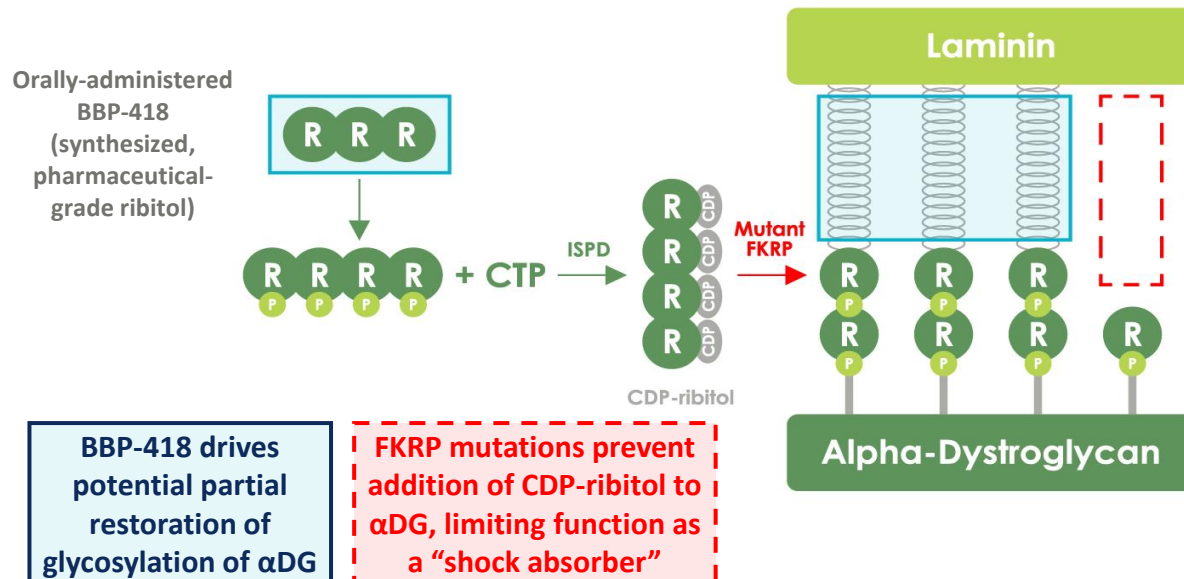 Orally-administered
BBP-418
(synthesized,
pharmaceutical-
grade ribitol)
R R R
R R R R
P P P P
+ CTP
ISPD
R CDP
R CDP
R CDP
R CDP
CDP-ribitol
Mutant
FKRP
Laminin
R R R
P P P
R R R R
P P P P
Alpha-Dystroglycan
BBP-418 drives
potential partial
restoration of
glycosylation of αDG
FKRP mutations prevent
addition of CDP-ribitol to
αDG, limiting function as
a “shock absorber”